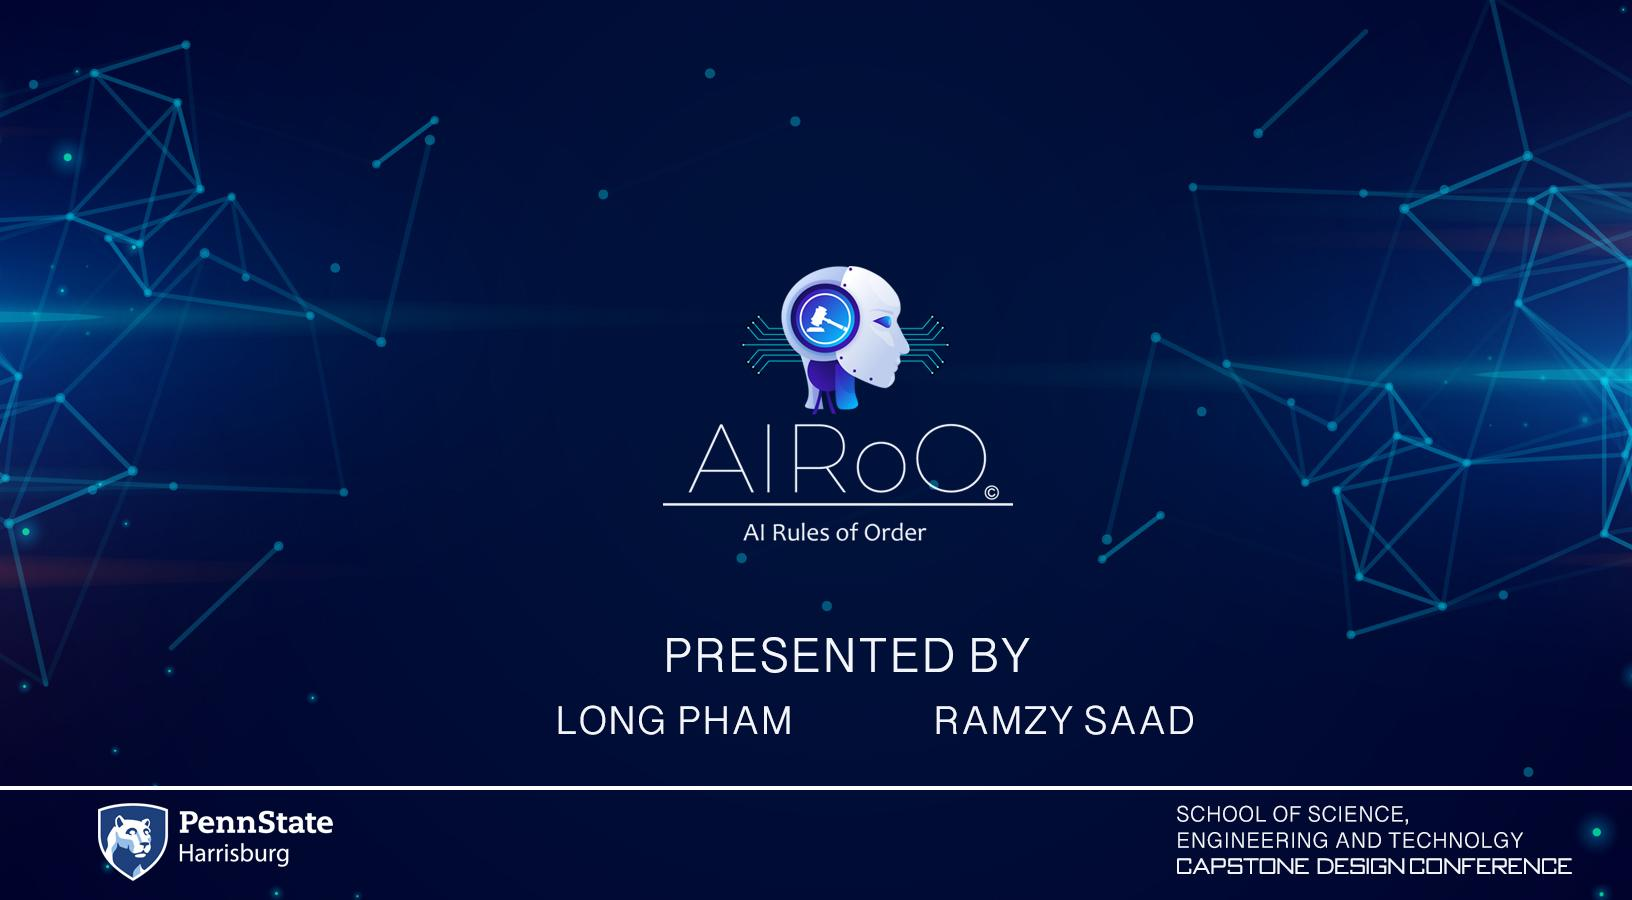 AIRoO©
AI Rules of Order
PRESENTED BY
LONG PHAM RAMZY SAAD
PennState
Harrisburg
SCHOOL OF SCIENCE,
ENGINEERING AND TECHNOLGY
CAPSTONE DESIGN CONFERENCE